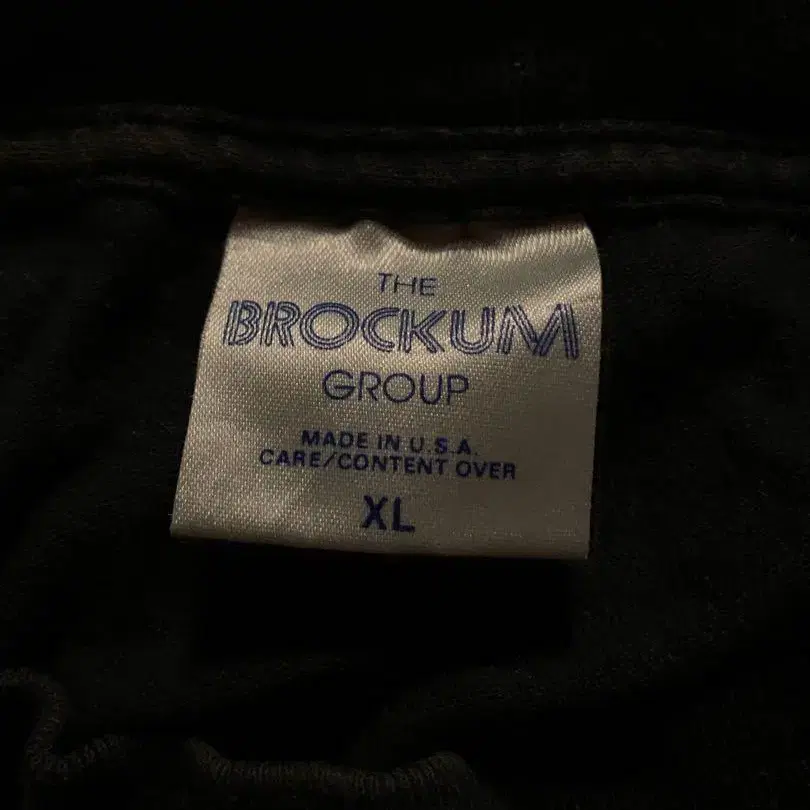 THE
BROCKUM
GROUP
MADE IN U.S.A.
CARE/CONTENT OVER
XL